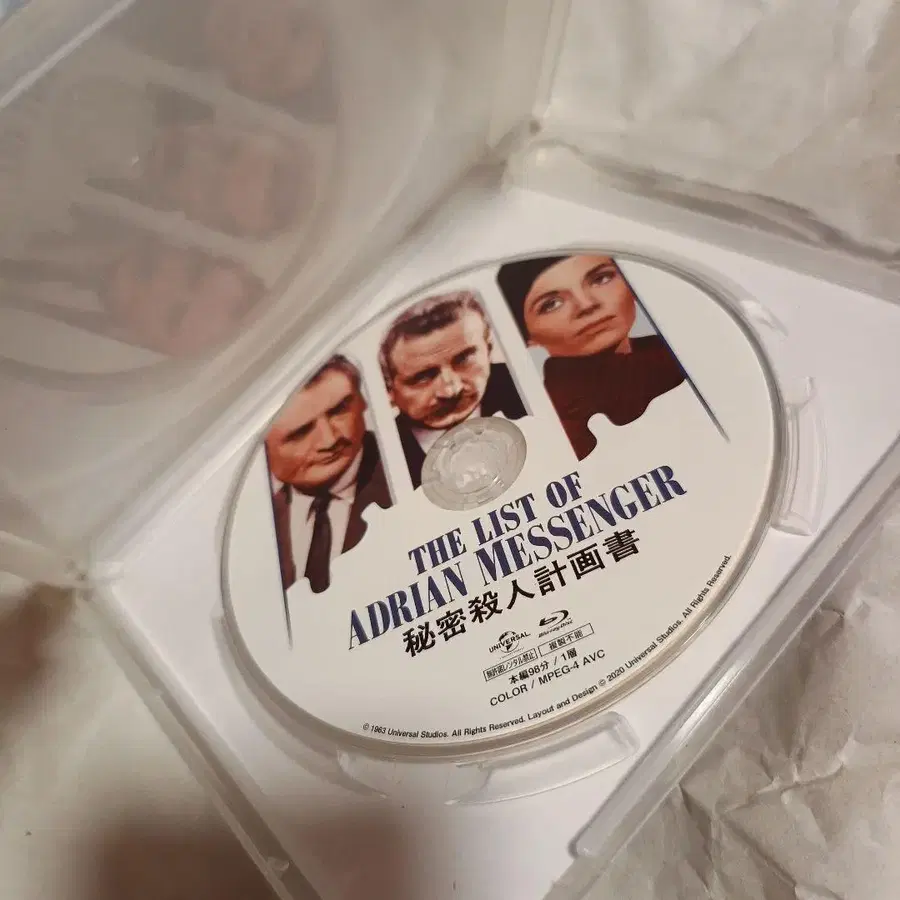 THE LIST OF
ADRIAN MESSENGER
秘密殺人計画書
UNIVERSAL
Blu-ray Disc
無許諾レンタル禁止
複製不能
本編98分 / 1層
COLOR / MPEG-4 AVC
© 1963 Universal Studios. All Rights Reserved. Layout and Design © 2020 Universal Studios. All Rights Reserved.